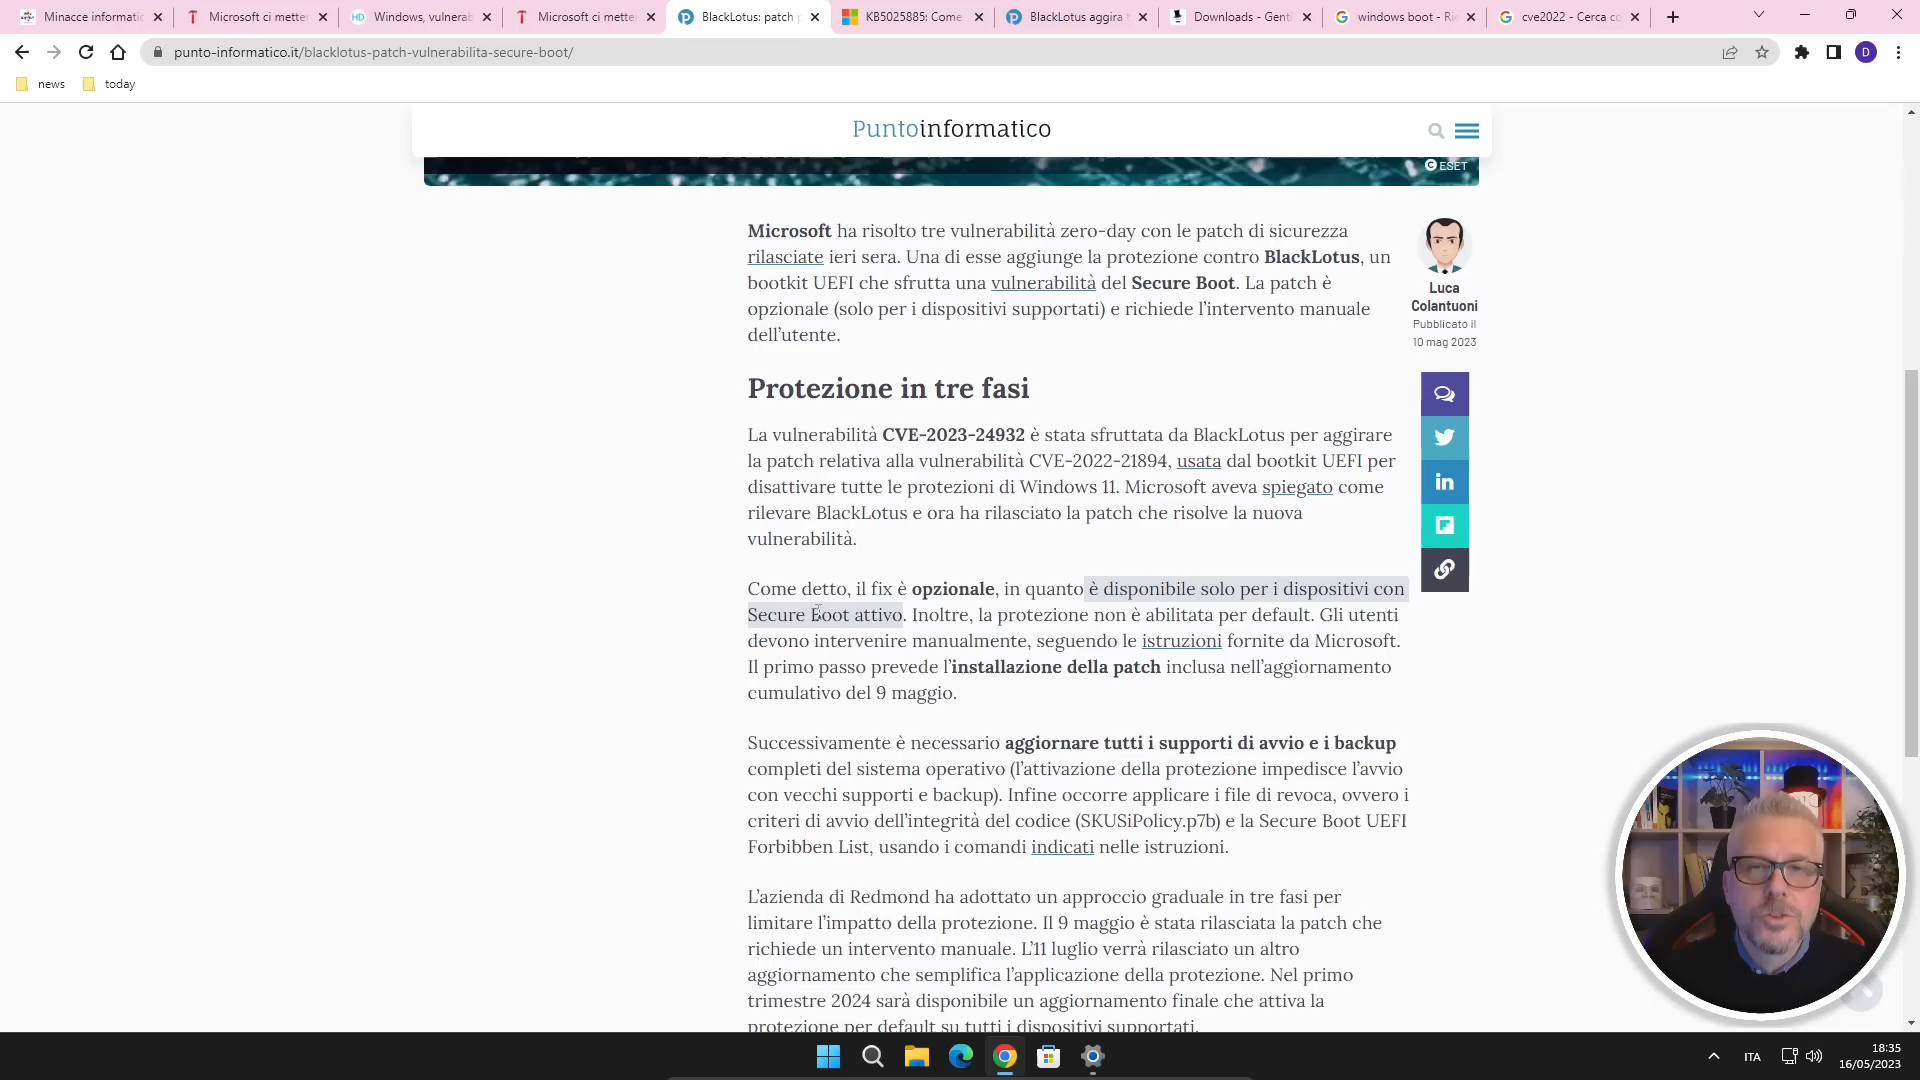 Minace informatic
Microsoft ci mette
Windows, vulnerab
Microsoft ci mette
BlackLotus: patch p
KB5025885: Come
BlackLotus aggira t
Downloads - Genti
windows boot - Ri
cve2022 - Cerca co
punto-informatico.it/blacklotus-patch-vulnerabilita-secure-boot/
D
news
today
Puntoinformatico
ESET
Microsoft ha risolto tre vulnerabilità zero-day con le patch di sicurezza
rilasciate ieri sera. Una di esse aggiunge la protezione contro BlackLotus, un
bootkit UEFI che sfrutta una vulnerabilità del Secure Boot. La patch è
opzionale (solo per i dispositivi supportati) e richiede l'intervento manuale
dell'utente.
Luca
Colantuoni
Pubblicato il
10 mag 2023
Protezione in tre fasi
La vulnerabilità CVE-2023-24932 è stata sfruttata da BlackLotus per aggirare
la patch relativa alla vulnerabilità CVE-2022-21894, usata dal bootkit UEFI per
disattivare tutte le protezioni di Windows 11. Microsoft aveva spiegato come
rilevare BlackLotus e ora ha rilasciato la patch che risolve la nuova
vulnerabilità.
Come detto, il fix è opzionale, in quanto è disponibile solo per i dispositivi con
Secure Boot attivo. Inoltre, la protezione non è abilitata per default. Gli utenti
devono intervenire manualmente, seguendo le istruzioni fornite da Microsoft.
Il primo passo prevede l'installazione della patch inclusa nell'aggiornamento
cumulativo del 9 maggio.
Successivamente è necessario aggiornare tutti i supporti di avvio e i backup
completi del sistema operativo (l'attivazione della protezione impedisce l'avvio
con vecchi supporti e backup). Infine occorre applicare i file di revoca, ovvero i
criteri di avvio dell'integrità del codice (SKUSiPolicy.p7b) e la Secure Boot UEFI
Forbibben List, usando i comandi indicati nelle istruzioni.
L'azienda di Redmond ha adottato un approccio graduale in tre fasi per
limitare l'impatto della protezione. Il 9 maggio è stata rilasciata la patch che
richiede un intervento manuale. L'11 luglio verrà rilasciato un altro
aggiornamento che semplifica l'applicazione della protezione. Nel primo
trimestre 2024 sarà disponibile un aggiornamento finale che attiva la
protezione per default su tutti i dispositivi supportati.
ITA
18:35
16/05/2023